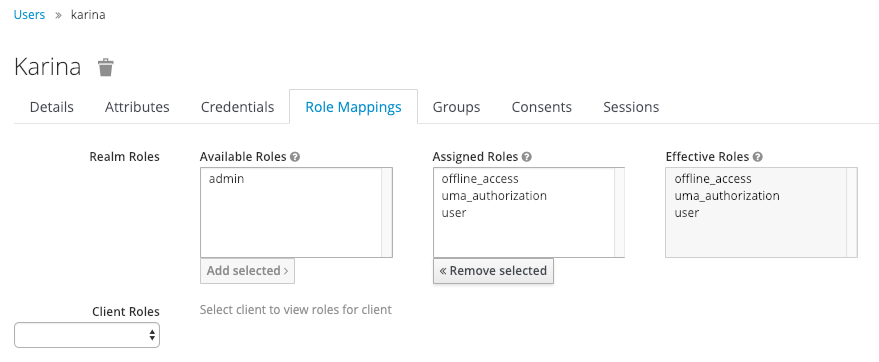 Users » karina
Karina
Details Attributes Credentials Role Mappings Groups Consents Sessions
Realm Roles
Available Roles
admin
Add selected ›
Assigned Roles
offline_access
uma_authorization
user
« Remove selected
Effective Roles
offline_access
uma_authorization
user
Client Roles
Select client to view roles for client